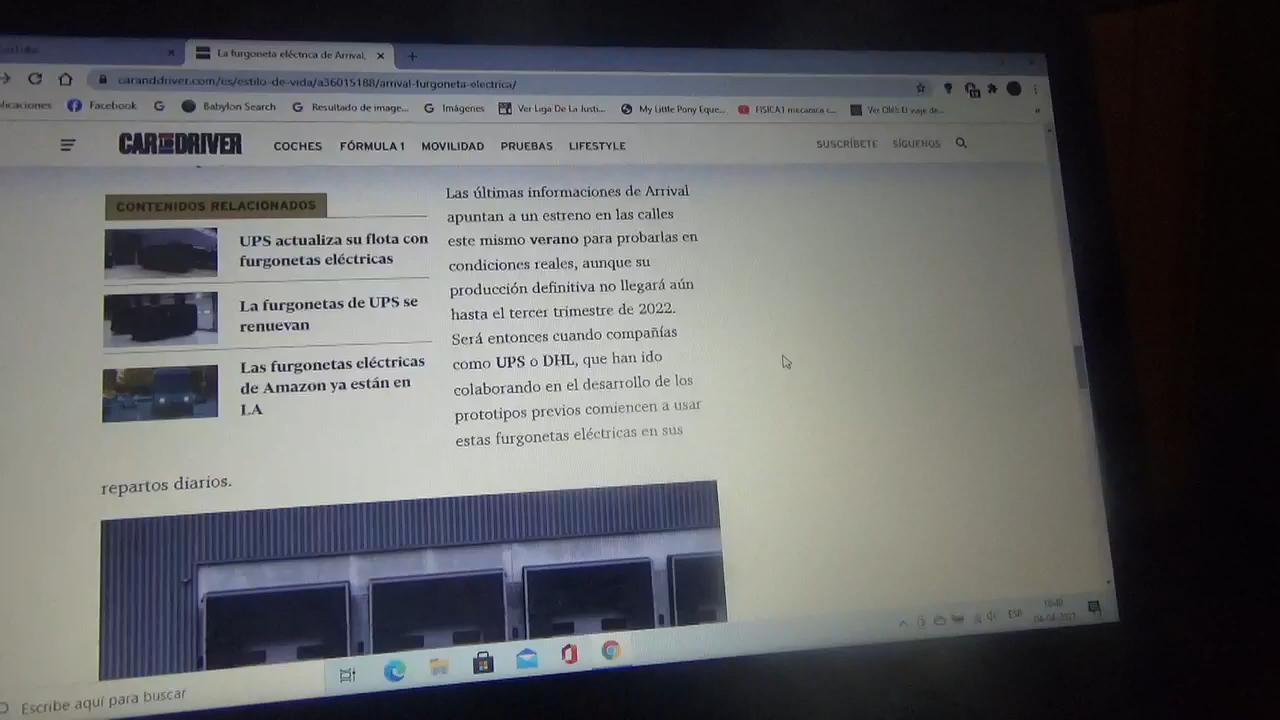 La furgoneta eléctrica de Arrival,
caranddriver.com/es/estilo-de-vida/a36015188/arrival-furgoneta-electrica/
Facebook
Babylon Search
Resultado de image...
Imágenes
Ver Liga De La Justi...
My Little Pony Eque...
FISICA1 mecanica c...
CAR AND DRIVER
COCHES
FÓRMULA 1
MOVILIDAD
PRUEBAS
LIFESTYLE
SUSCRÍBETE
SÍGUENOS
CONTENIDOS RELACIONADOS
UPS actualiza su flota con
furgonetas eléctricas
La furgonetas de UPS se
renuevan
Las furgonetas eléctricas
de Amazon ya están en
LA
Las últimas informaciones de Arrival
apuntan a un estreno en las calles
este mismo verano para probarlas en
condiciones reales, aunque su
producción definitiva no llegará aún
hasta el tercer trimestre de 2022.
Será entonces cuando compañías
como UPS o DHL, que han ido
colaborando en el desarrollo de los
prototipos previos comiencen a usar
estas furgonetas eléctricas en sus
repartos diarios.
Escribe aquí para buscar
ESP